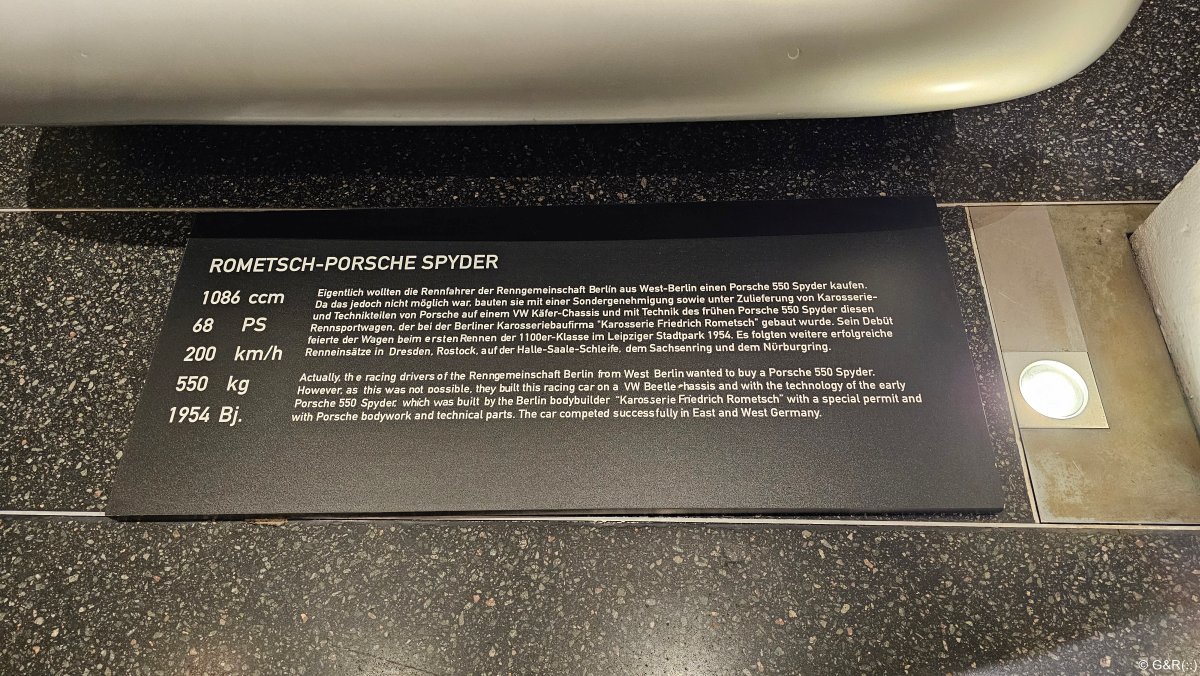 ROMETSCH-PORSCHE SPYDER
1086 ccm
68 PS
200 km/h
550 kg
1954 Bj.
Eigentlich wollten die Rennfahrer der Renngemeinschaft Berlin aus West-Berlin einen Porsche 550 Spyder kaufen.
Da das jedoch nicht möglich war, bauten sie mit einer Sondergenehmigung sowie unter Zulieferung von Karosserie-
und Technikteilen von Porsche auf einem VW Käfer-Chassis und mit Technik des frühen Porsche 550 Spyder diesen
Rennsportwagen, der bei der Berliner Karosseriebaufirma "Karosserie Friedrich Rometsch" gebaut wurde. Sein Debüt
feierte der Wagen beim ersten Rennen der 1100er-Klasse im Leipziger Stadtpark 1954. Es folgten weitere erfolgreiche
Renneinsätze in Dresden, Rostock, auf der Halle-Saale-Schleife, dem Sachsenring und dem Nürburgring.
Actually, the racing drivers of the Renngemeinschaft Berlin from West Berlin wanted to buy a Porsche 550 Spyder.
However, as this was not possible, they built this racing car on a VW Beetle chassis and with the technology of the early
Porsche 550 Spyder, which was built by the Berlin bodybuilder "Karosserie Friedrich Rometsch" with a special permit and
with Porsche bodywork and technical parts. The car competed successfully in East and West Germany.
© G&R(;;)